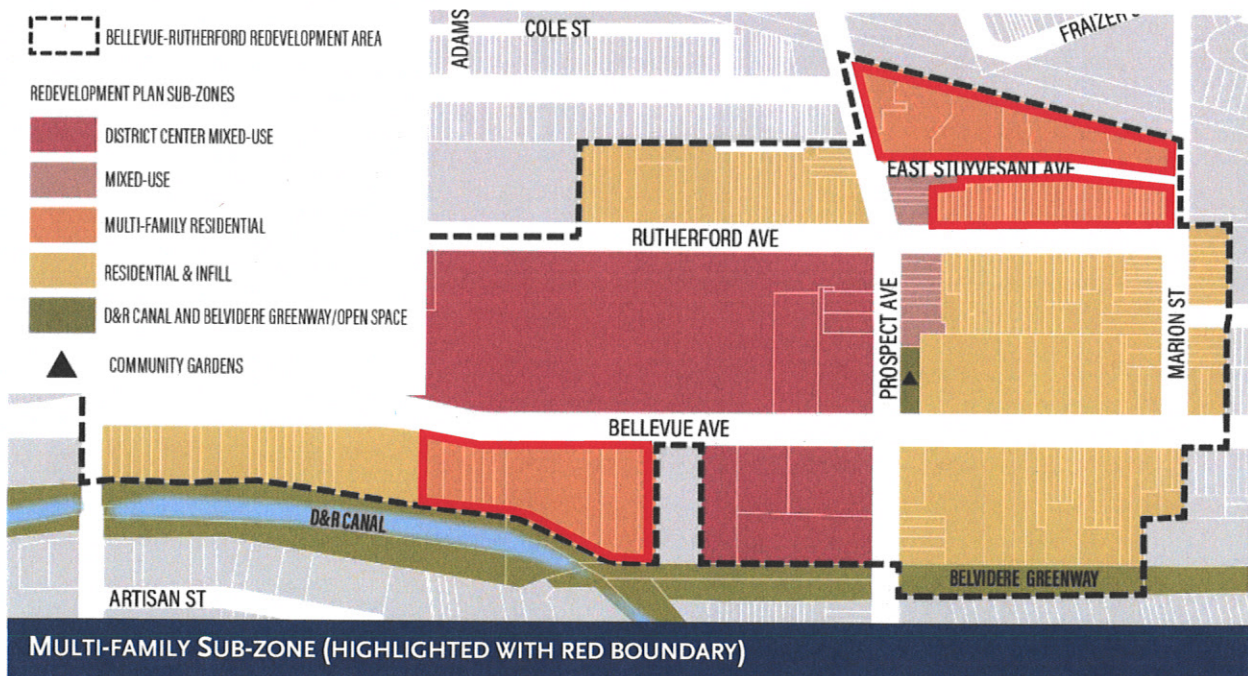 BELLEVUE-RUTHERFORD REDEVELOPMENT AREA
REDEVELOPMENT PLAN SUB-ZONES
DISTRICT CENTER MIXED-USE
MIXED-USE
MULTI-FAMILY RESIDENTIAL
RESIDENTIAL & INFILL
D&R CANAL AND BELVIDERE GREENWAY/OPEN SPACE
COMMUNITY GARDENS
ADAMS
COLE ST
FRAIZER
EAST STUYVESANT AVE
RUTHERFORD AVE
PROSPECT AVE
MARION ST
BELLEVUE AVE
D&R CANAL
BELVIDERE GREENWAY
ARTISAN ST
MULTI-FAMILY SUB-ZONE (HIGHLIGHTED WITH RED BOUNDARY)